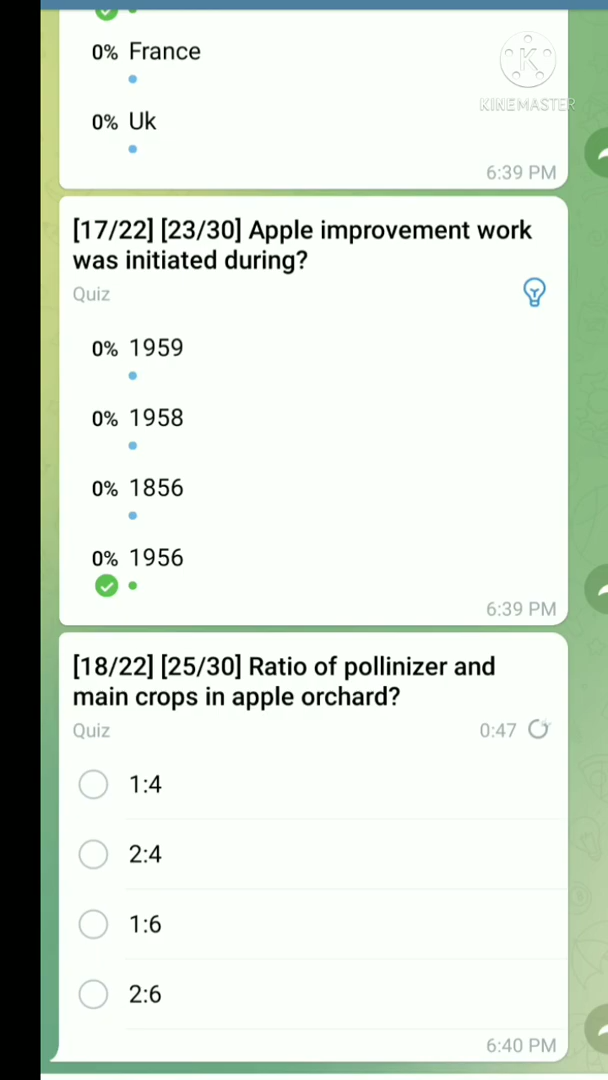 0% France
0% Uk
K
KINEMASTER
6:39 PM
[17/22] [23/30] Apple improvement work
was initiated during?
Quiz
0% 1959
0% 1958
0% 1856
0% 1956
6:39 PM
[18/22] [25/30] Ratio of pollinizer and
main crops in apple orchard?
Quiz
0:47
1:4
2:4
1:6
2:6
6:40 PM